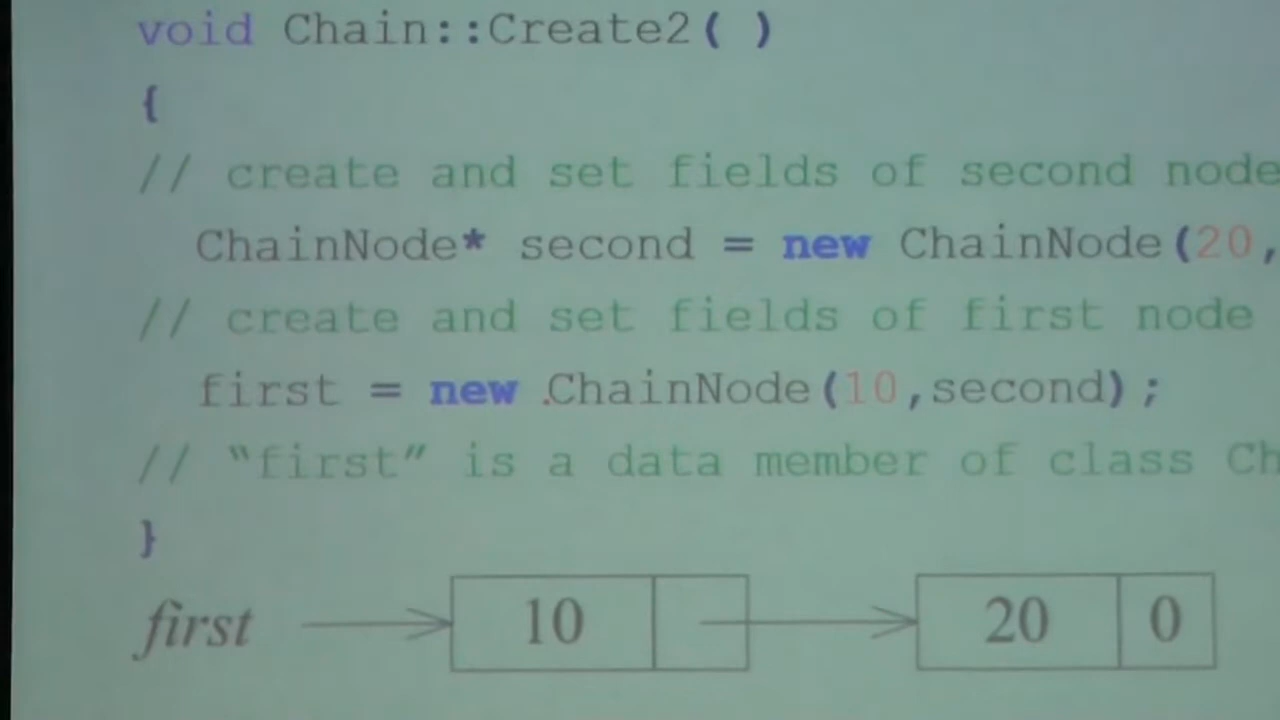 void Chain::Create2( )
{
// create and set fields of second node
ChainNode* second = new ChainNode(20,
// create and set fields of first node
first = new ChainNode(10,second);
// “first” is a data member of class Ch
}
first 10 20 0